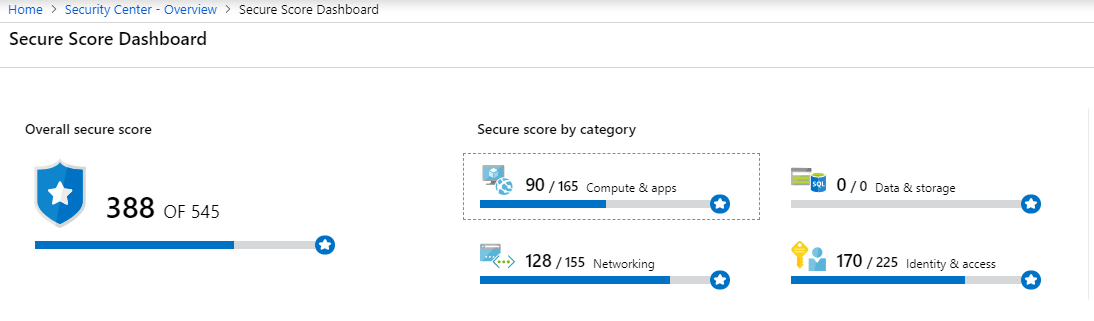 Home > Security Center - Overview > Secure Score Dashboard
Secure Score Dashboard
Overall secure score
388 OF 545
Secure score by category
90 / 165 Compute & apps
0 / 0 Data & storage
SQL
128 / 155 Networking
170 / 225 Identity & access